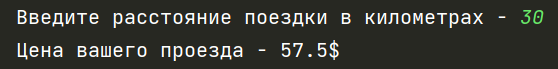 Введите расстояние поездки в километрах - 30
Цена вашего проезда - 57.5$